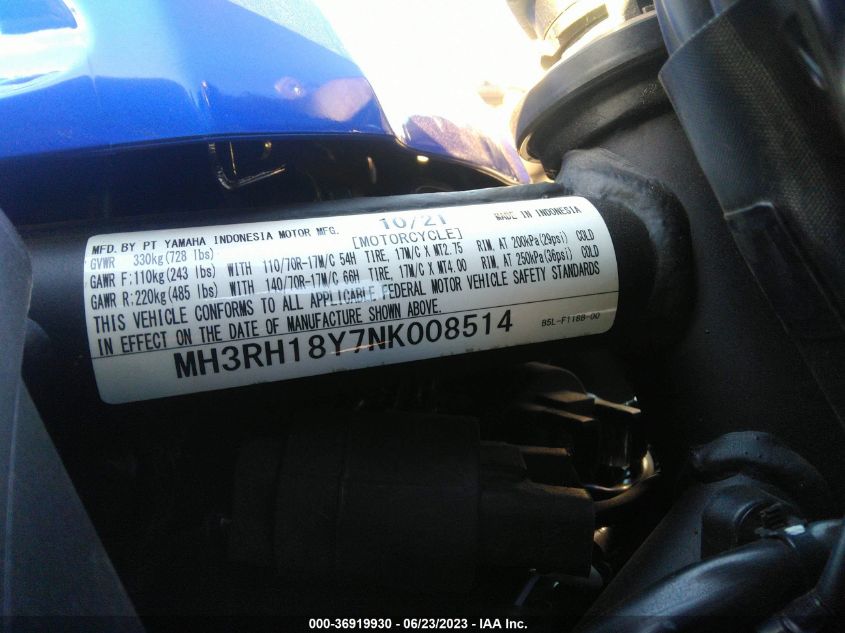 MFD. BY PT YAMAHA INDONESIA MOTOR MFG. 10/21 MADE IN INDONESIA
GVWR 330kg(728 lbs) [MOTORCYCLE]
GAWR F:110kg(243 lbs) WITH 110/70R-17M/C 54H TIRE, 17M/C X MT2.75 RIM, AT 200kPa(29psi) COLD
GAWR R:220kg(485 lbs) WITH 140/70R-17M/C 66H TIRE, 17M/C X MT4.00 RIM, AT 250kPa(36psi) COLD
THIS VEHICLE CONFORMS TO ALL APPLICABLE FEDERAL MOTOR VEHICLE SAFETY STANDARDS
IN EFFECT ON THE DATE OF MANUFACTURE SHOWN ABOVE.
MH3RH18Y7NK008514 B5L-F118B-00
000-36919930 - 06/23/2023 - IAA Inc.